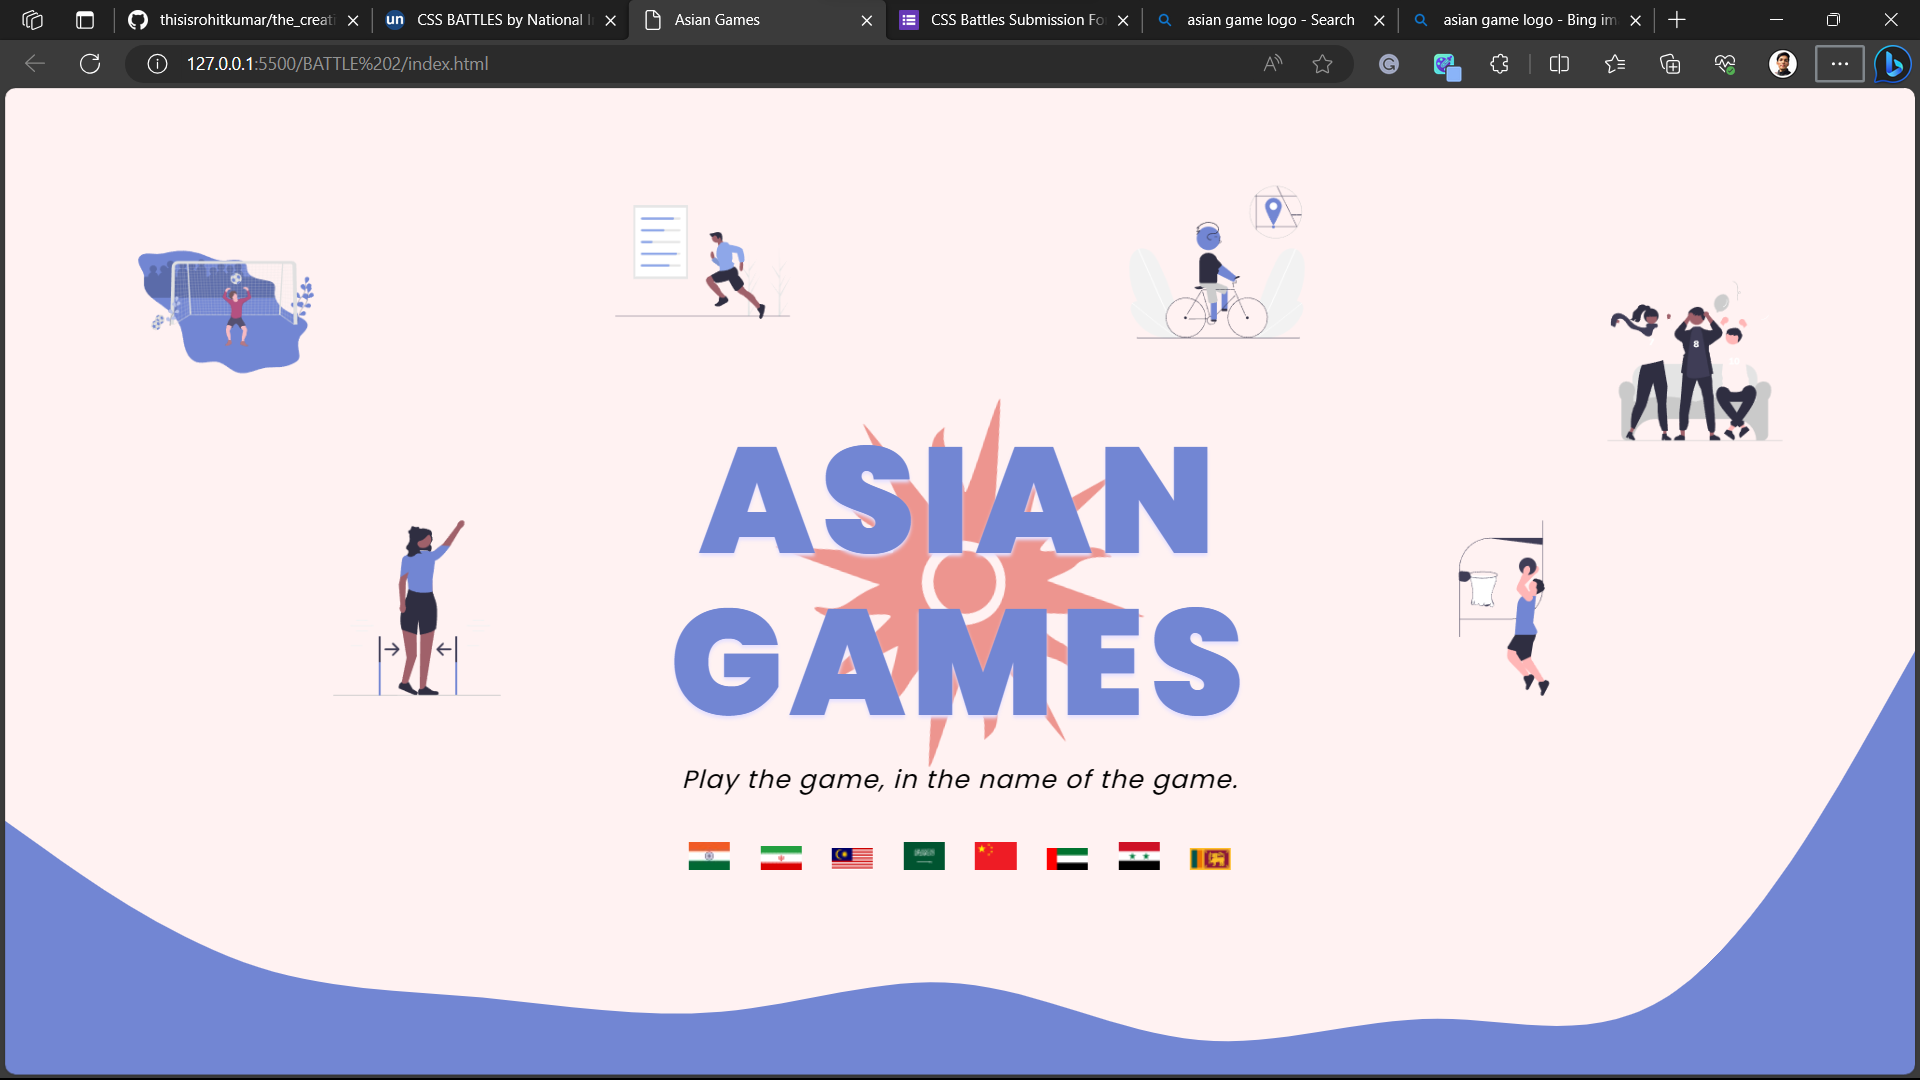 thisisrohitkumar/the_creati
CSS BATTLES by National I
Asian Games
CSS Battles Submission Fo
asian game logo - Search
asian game logo - Bing im
127.0.0.1:5500/BATTLE%202/index.html
8
ASIAN
GAMES
Play the game, in the name of the game.